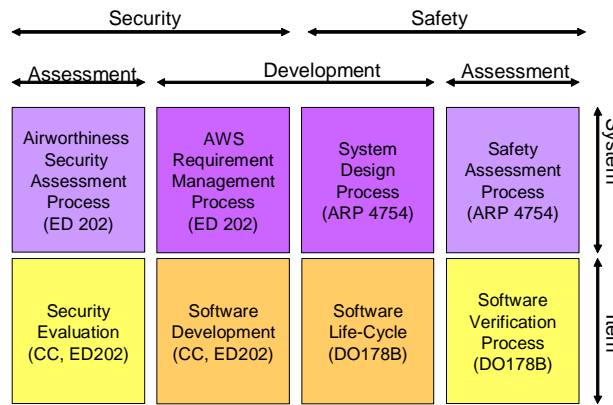 Security
Safety
Assessment
Development
Assessment
Airworthiness
Security
Assessment
Process
(ED 202)
AWS
Requirement
Management
Process
(ED 202)
System
Design
Process
(ARP 4754)
Safety
Assessment
Process
(ARP 4754)
System
Security
Evaluation
(CC, ED202)
Software
Development
(CC, ED202)
Software
Life-Cycle
(DO178B)
Software
Verification
Process
(DO178B)
Item